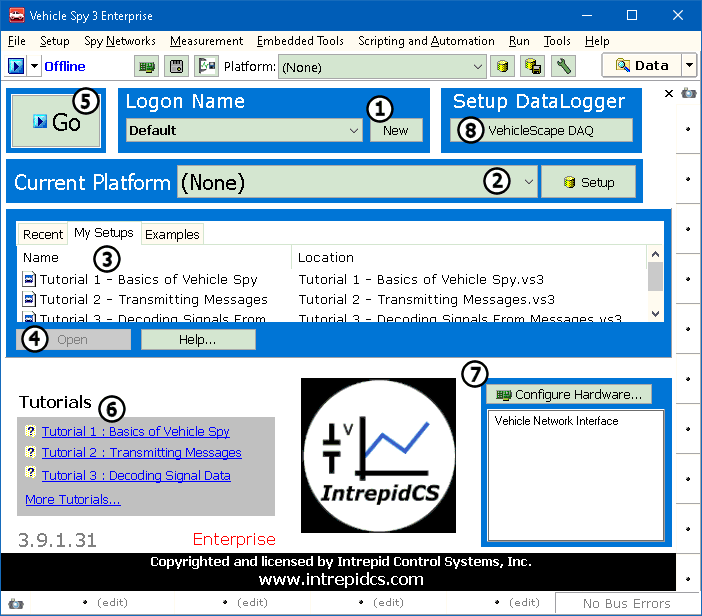 Vehicle Spy 3 Enterprise
File Setup Spy Networks Measurement Embedded Tools Scripting and Automation Run Tools Help
Offline Platform: (None) Data
5 Go
Logon Name
Default 1 New
Setup DataLogger
8 VehicleScape DAQ
Current Platform (None) 2 Setup
Recent My Setups Examples
Name 3 Location
Tutorial 1 - Basics of Vehicle Spy Tutorial 1 - Basics of Vehicle Spy.vs3
Tutorial 2 - Transmitting Messages Tutorial 2 - Transmitting Messages.vs3
Tutorial 3 - Decoding Signals From Tutorial 3 - Decoding Signals From Messages.vs3
4 Open Help...
Tutorials 6
Tutorial 1 : Basics of Vehicle Spy
Tutorial 2 : Transmitting Messages
Tutorial 3 : Decoding Signal Data
More Tutorials...
3.9.1.31 Enterprise
V
IntrepidCS
7
Configure Hardware...
Vehicle Network Interface
Copyrighted and licensed by Intrepid Control Systems, Inc.
www.intrepidcs.com
(edit) (edit) (edit) (edit) No Bus Errors